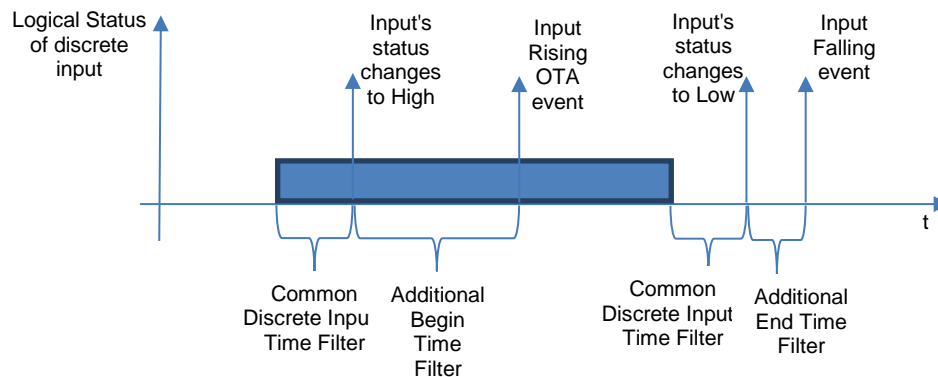 Logical Status
of discrete
input
Input's
status
changes
to High
Input
Rising
OTA
event
Input's
status
changes
to Low
Input
Falling
event
t
Common
Discrete Inpu
Time Filter
Additional
Begin
Time
Filter
Common
Discrete Input
Time Filter
Additional
End Time
Filter